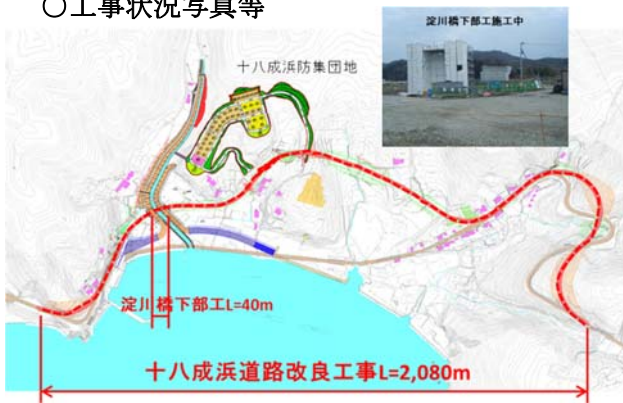 ○工事状況写真等
淀川橋下部工施工中
十八成浜防集団地
淀川橋下部工L=40m
十八成浜道路改良工事L=2,080m